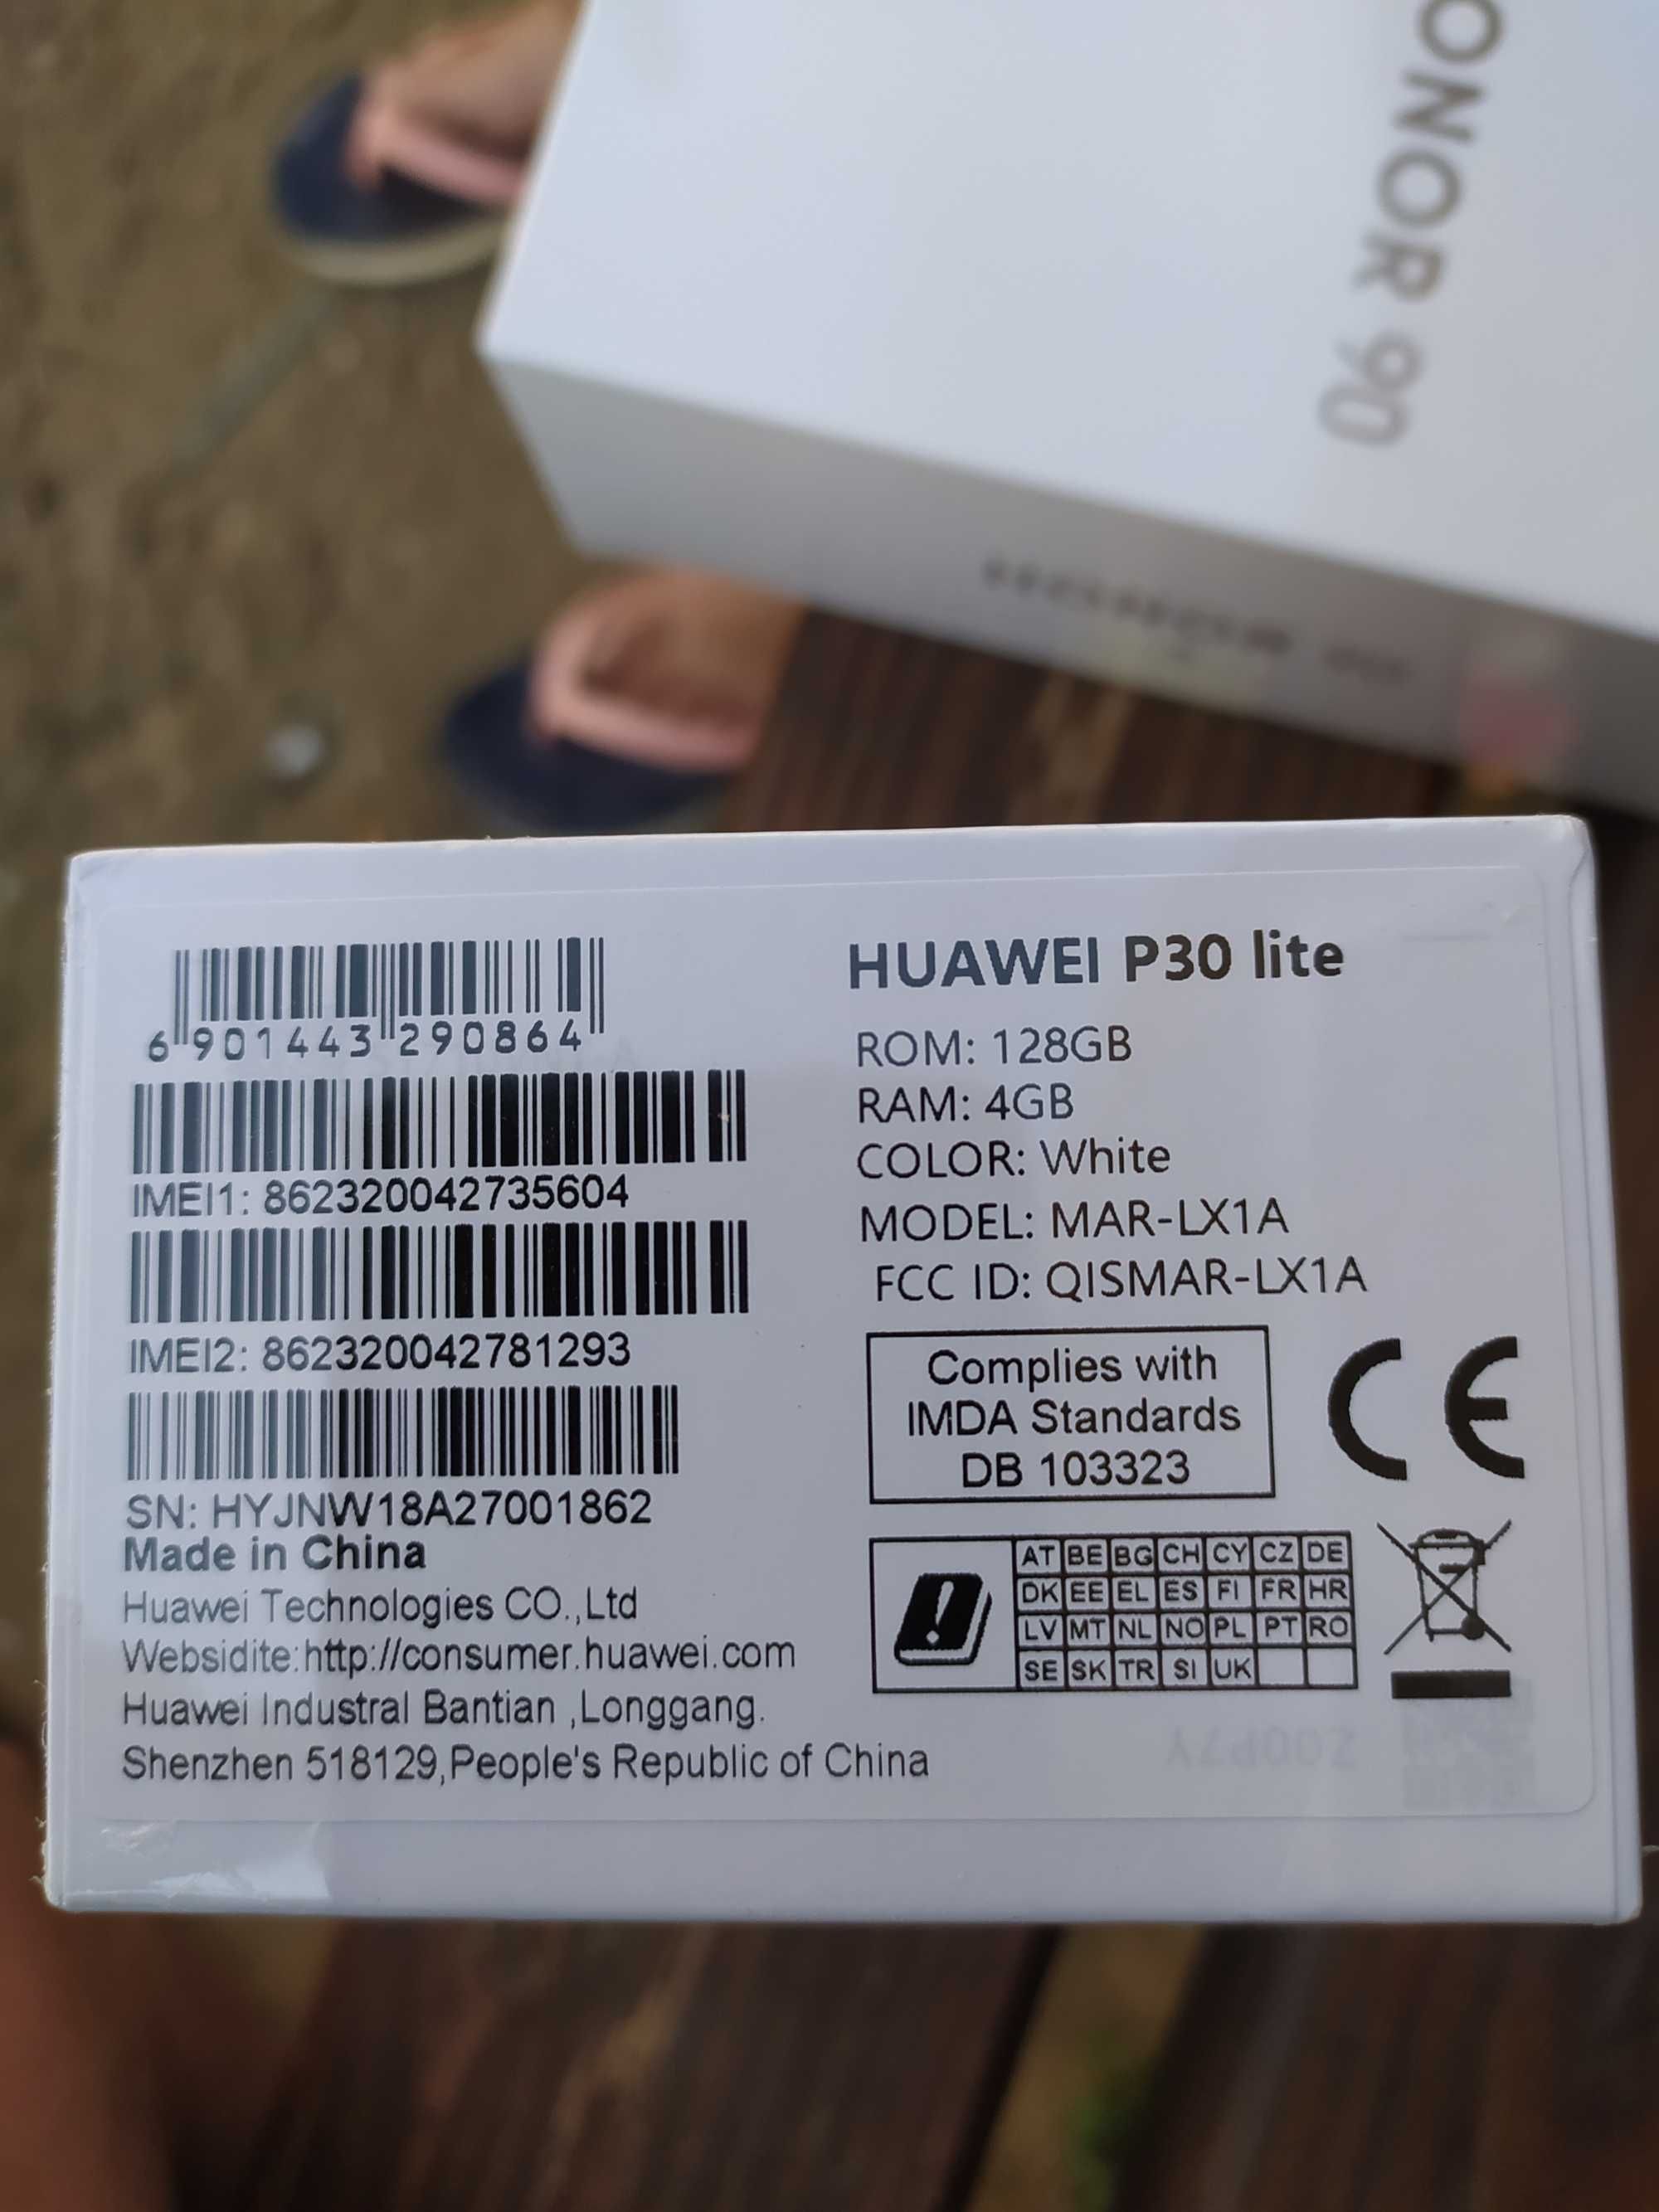 ONOR 90
6 901443 290864
IMEI1: 862320042735604
IMEI2: 862320042781293
SN: HYJNW18A27001862
Made in China
Huawei Technologies CO.,Ltd
Websidite:http://consumer.huawei.com
Huawei Industral Bantian ,Longgang.
Shenzhen 518129,People's Republic of China
HUAWEI P30 lite
ROM: 128GB
RAM: 4GB
COLOR: White
MODEL: MAR-LX1A
FCC ID: QISMAR-LX1A
Complies with
IMDA Standards
DB 103323
CE
AT BE BG CH CY CZ DE
DK EE EL ES FI FR HR
LV MT NL NO PL PT RO
SE SK TR SI UK